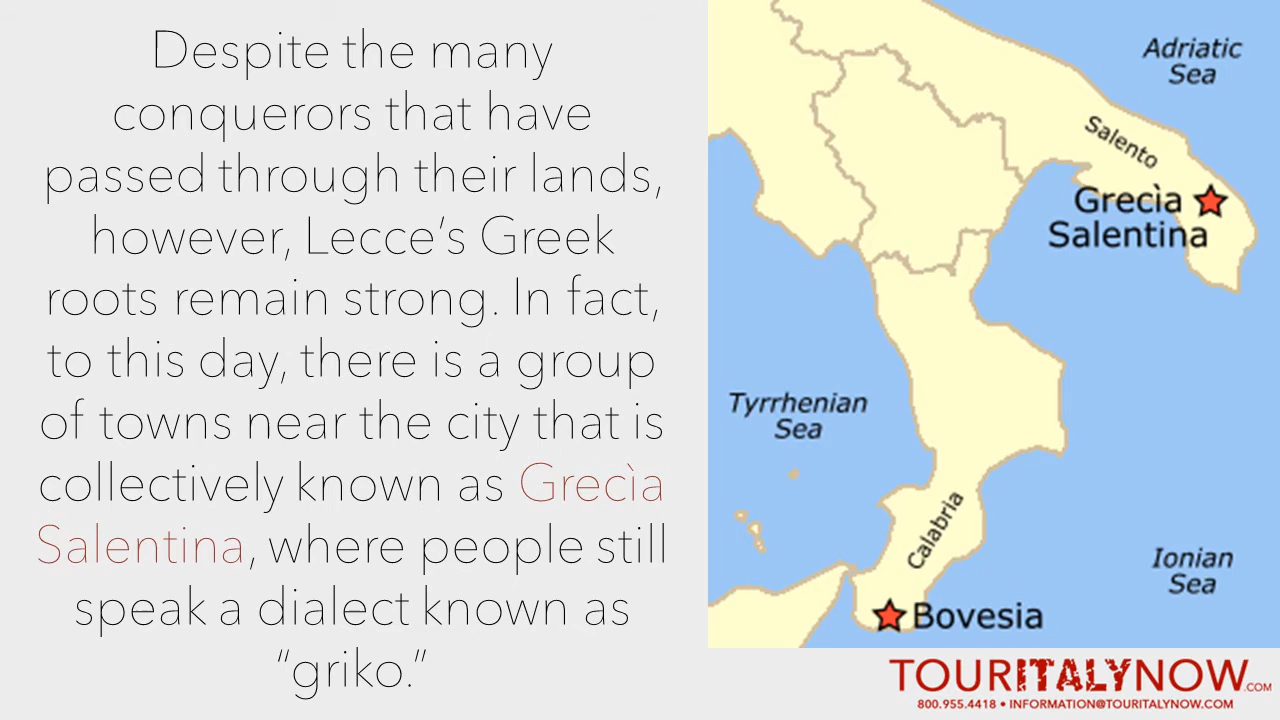 Despite the many
conquerors that have
passed through their lands,
however, Lecce’s Greek
roots remain strong. In fact,
to this day, there is a group
of towns near the city that is
collectively known as Grecìa
Salentina, where people still
speak a dialect known as
“griko.”
Adriatic
Sea
Salento
Grecìa
Salentina
Tyrrhenian
Sea
Calabria
Ionian
Sea
Bovesia
TOURITALYNOW.COM
800.955.4418 • INFORMATION@TOURITALYNOW.COM